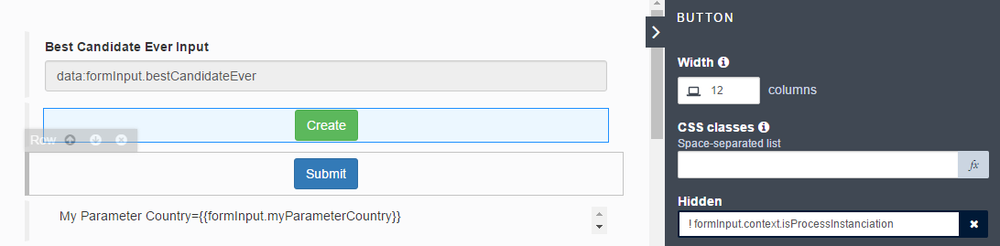 Best Candidate Ever Input
data:formInput.bestCandidateEver
Create
Row
Submit
My Parameter Country={{formInput.myParameterCountry}}
BUTTON
Width
12 columns
CSS classes
Space-separated list
fx
Hidden
! formInput.context.isProcessInstanciation